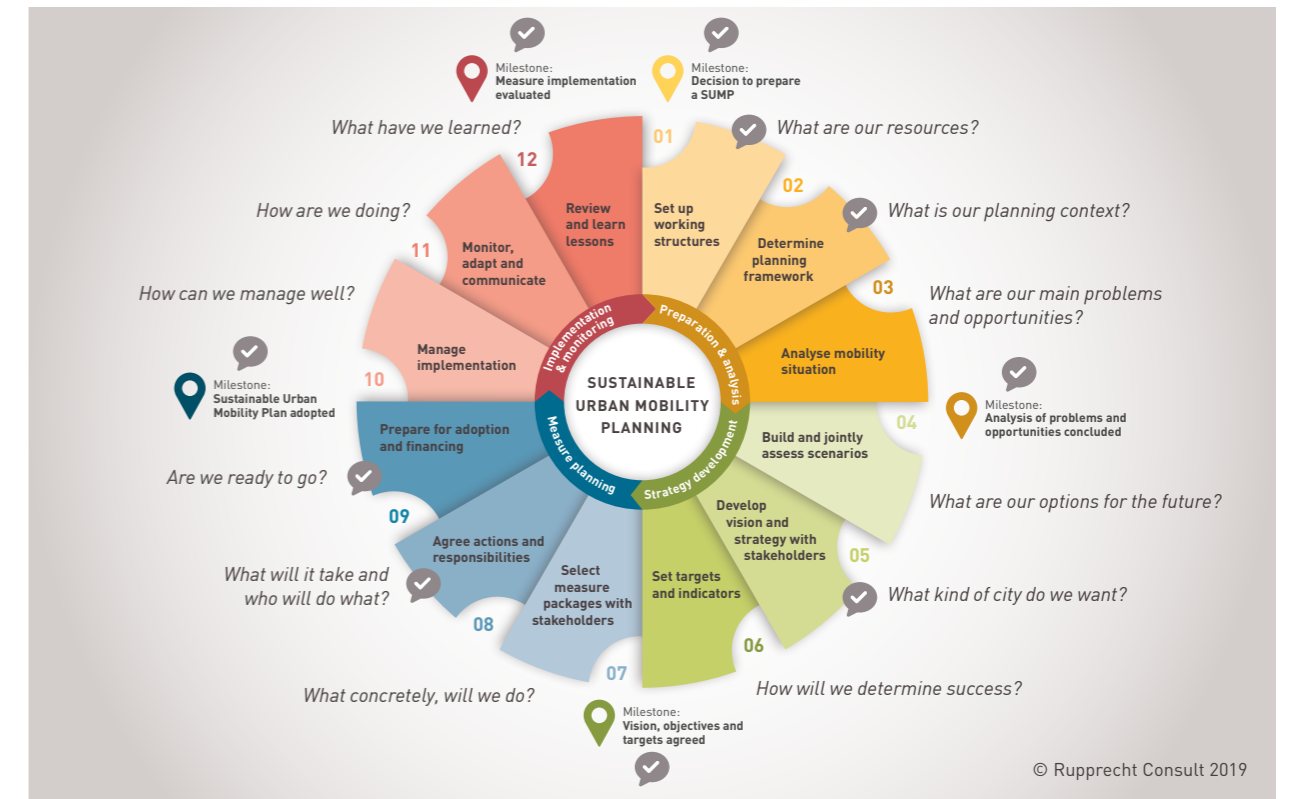 Milestone:
Measure implementation
evaluated
Milestone:
Decision to prepare
a SUMP
What have we learned?
12
01
What are our resources?
02
How are we doing?
What is our planning context?
Review
and learn
lessons
Set up
working
structures
11
Monitor,
adapt and
communicate
Determine
planning
framework
03
How can we manage well?
What are our main problems
and opportunities?
Implementation
& monitoring
Preparation & analysis
Manage
implementation
Analyse mobility
situation
10
Milestone:
Sustainable Urban
Mobility Plan adopted
SUSTAINABLE
URBAN MOBILITY
PLANNING
Milestone:
Analysis of problems and
opportunities concluded
04
Prepare for adoption
and financing
Build and jointly
assess scenarios
Measure planning
Strategy development
Are we ready to go?
What are our options for the future?
09
Develop
vision and
strategy with
stakeholders
05
Agree actions and
responsibilities
Select
measure
packages with
stakeholders
Set targets
and indicators
What will it take and
who will do what?
What kind of city do we want?
08
06
07
What concretely, will we do?
How will we determine success?
Milestone:
Vision, objectives and
targets agreed
© Rupprecht Consult 2019